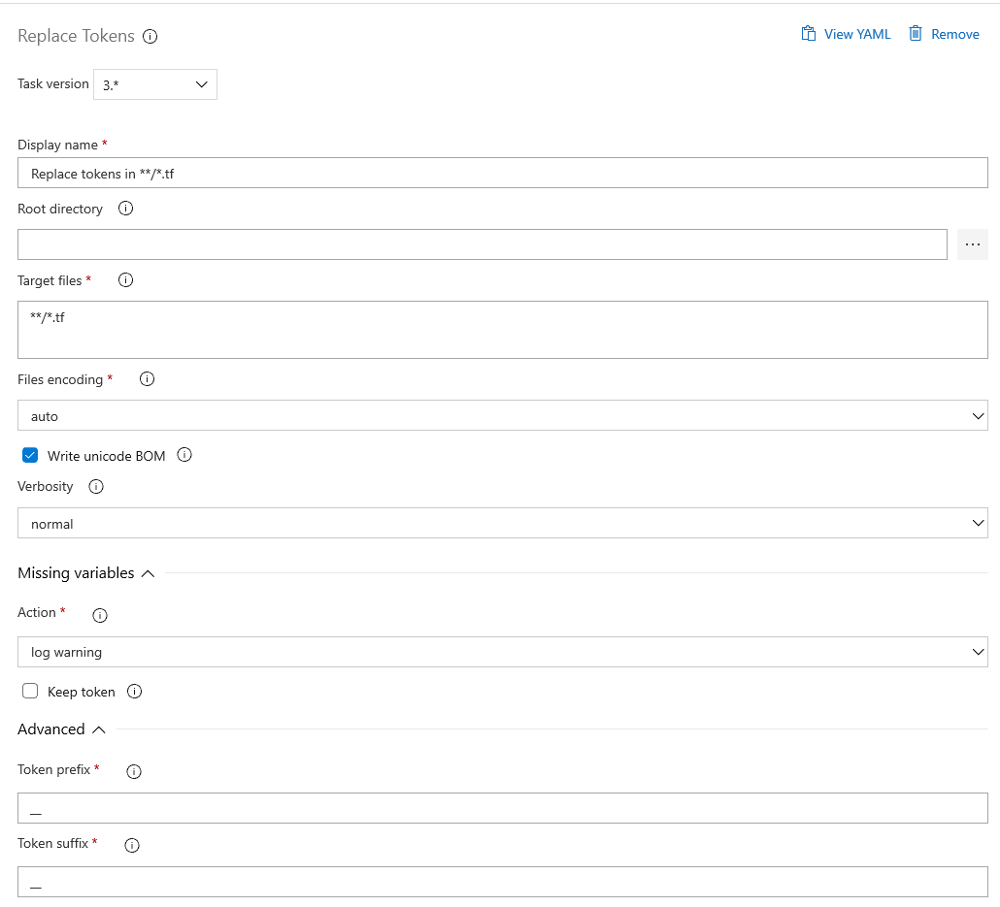 Replace Tokens
View YAML
Remove
Task version 3.*
Display name *
Replace tokens in **/*.tf
Root directory
...
Target files *
**/*.tf
Files encoding *
auto
Write unicode BOM
Verbosity
normal
Missing variables
Action *
log warning
Keep token
Advanced
Token prefix *
__
Token suffix *
__